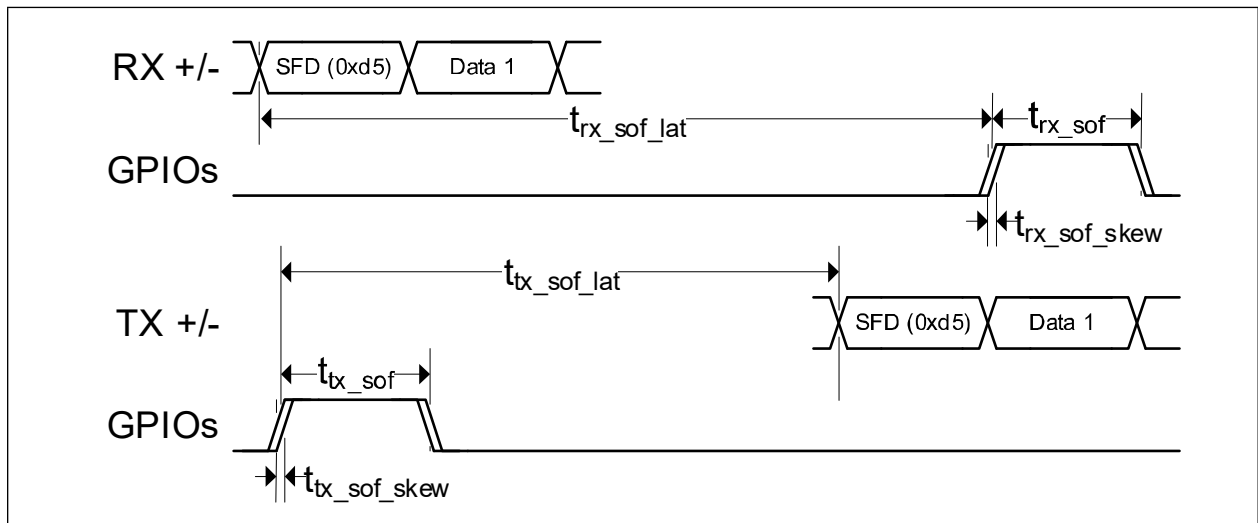 RX +/-
SFD (0xd5) Data 1
t_rx_sof_lat t_rx_sof
GPIOs
t_rx_sof_skew
t_tx_sof_lat
TX +/-
SFD (0xd5) Data 1
t_tx_sof
GPIOs
t_tx_sof_skew